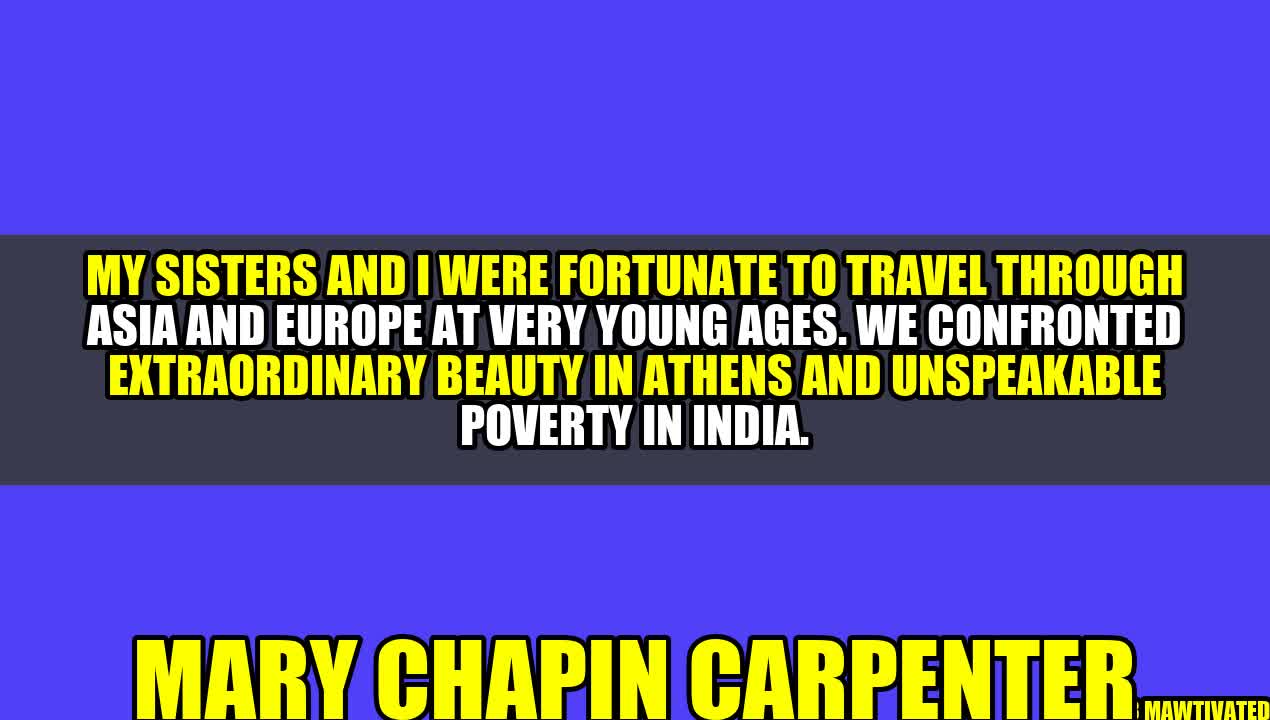 MY SISTERS AND I WERE FORTUNATE TO TRAVEL THROUGH
ASIA AND EUROPE AT VERY YOUNG AGES. WE CONFRONTED
EXTRAORDINARY BEAUTY IN ATHENS AND UNSPEAKABLE
POVERTY IN INDIA.
MARY CHAPIN CARPENTER
MAWTIVATED